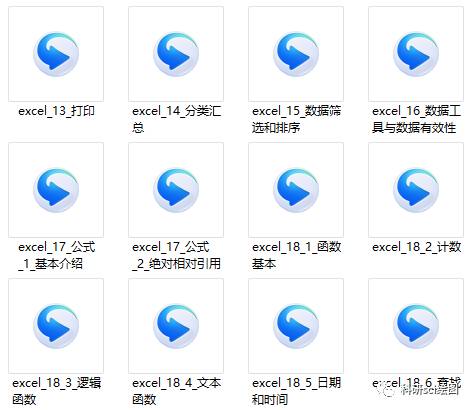 excel_13_打印
excel_14_分类汇
总
excel_15_数据筛
选和排序
excel_16_数据工
具与数据有效性
excel_17_公式
_1_基本介绍
excel_17_公式
_2_绝对相对引用
excel_18_1_函数
基本
excel_18_2_计数
excel_18_3_逻辑
函数
excel_18_4_文本
函数
excel_18_5_日期
和时间
excel_18_6_查找
科研sci绘图